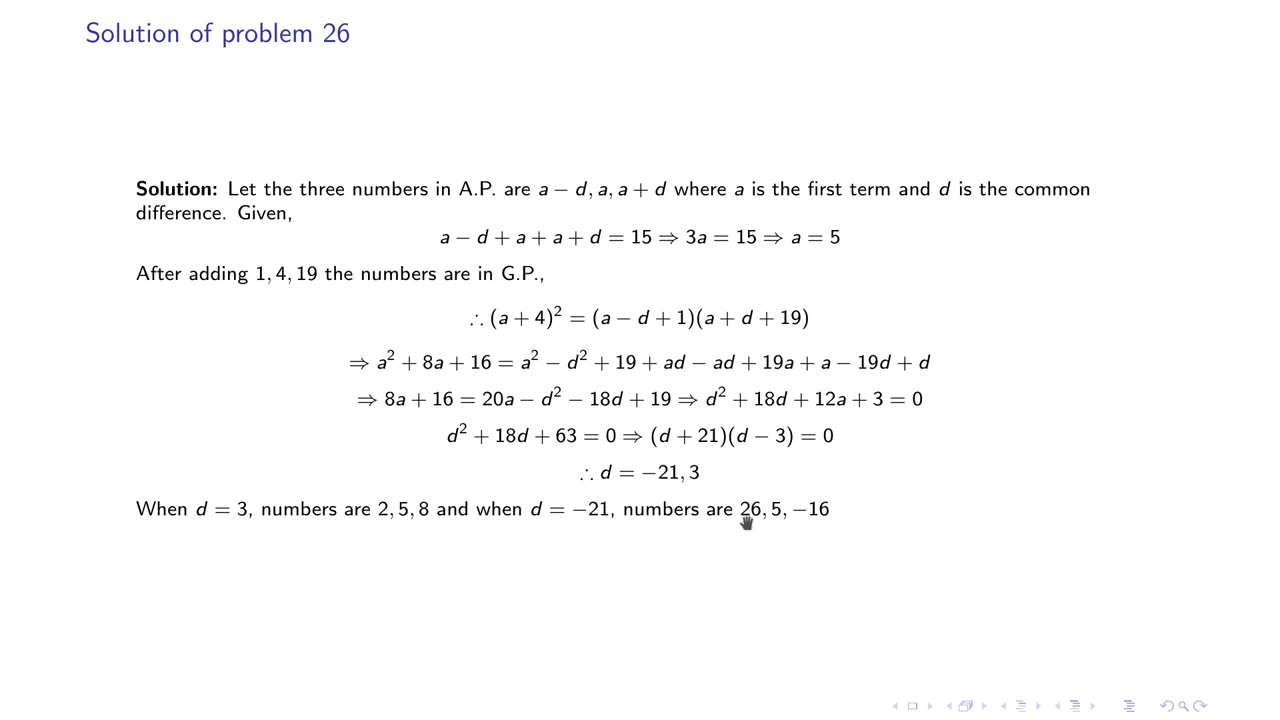 Solution of problem 26
Solution: Let the three numbers in A.P. are a − d, a, a + d where a is the first term and d is the common
difference. Given,
a − d + a + a + d = 15 ⇒ 3a = 15 ⇒ a = 5
After adding 1, 4, 19 the numbers are in G.P.,
∴ (a + 4)² = (a − d + 1)(a + d + 19)
⇒ a² + 8a + 16 = a² − d² + 19 + ad − ad + 19a + a − 19d + d
⇒ 8a + 16 = 20a − d² − 18d + 19 ⇒ d² + 18d + 12a + 3 = 0
d² + 18d + 63 = 0 ⇒ (d + 21)(d − 3) = 0
∴ d = −21, 3
When d = 3, numbers are 2, 5, 8 and when d = −21, numbers are 26, 5, −16